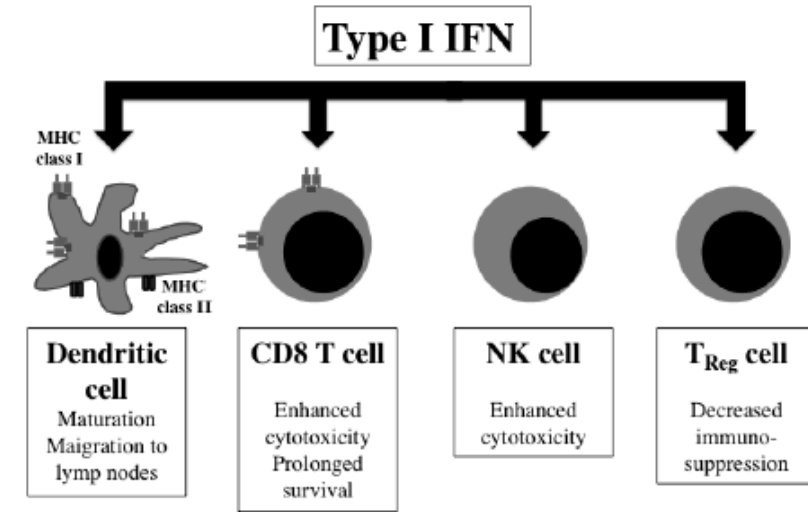 Type I IFN
MHC
class I
MHC
class II
Dendritic
cell
Maturation
Maigration to
lymp nodes
CD8 T cell
Enhanced
cytotoxicity
Prolonged
survival
NK cell
Enhanced
cytotoxicity
TReg cell
Decreased
immuno-
suppression